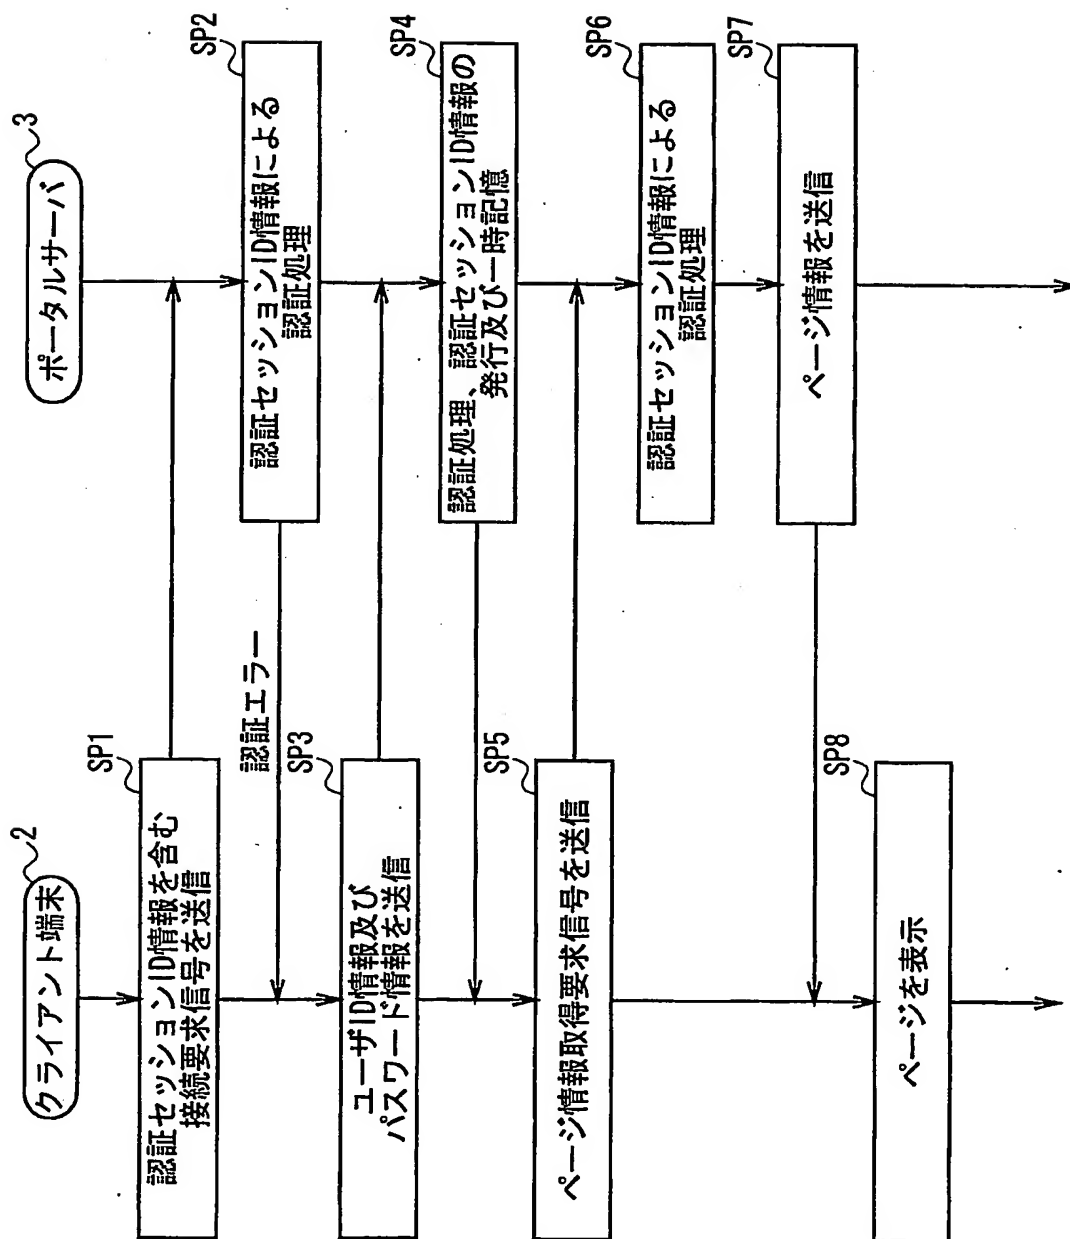 クライアント端末
2
ポータルサーバ
3
SP1
認証セッションID情報を含む
接続要求信号を送信
SP2
認証セッションID情報による
認証処理
認証エラー
SP3
ユーザID情報及び
パスワード情報を送信
SP4
認証処理、認証セッションID情報の
発行及び一時記憶
SP5
ページ情報取得要求信号を送信
SP6
認証セッションID情報による
認証処理
SP7
ページ情報を送信
SP8
ページを表示